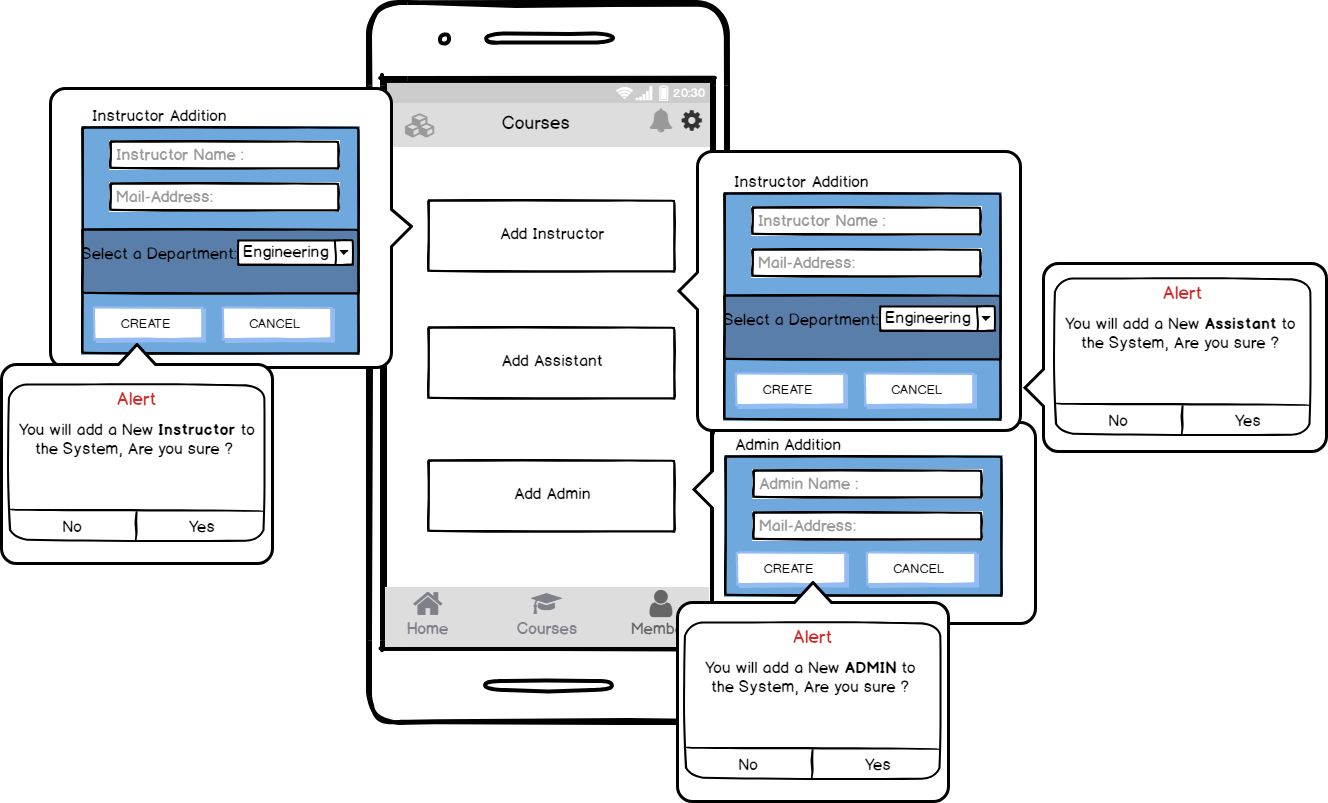 20:30
Courses
Add Instructor
Add Assistant
Add Admin
Home
Courses
Memb
Instructor Addition
Instructor Name :
Mail-Address:
Select a Department:
Engineering
CREATE
CANCEL
Alert
You will add a New Instructor to
the System, Are you sure ?
No
Yes
Instructor Addition
Instructor Name :
Mail-Address:
Select a Department:
Engineering
CREATE
CANCEL
Alert
You will add a New Assistant to
the System, Are you sure ?
No
Yes
Admin Addition
Admin Name :
Mail-Address:
CREATE
CANCEL
Alert
You will add a New ADMIN to
the System, Are you sure ?
No
Yes